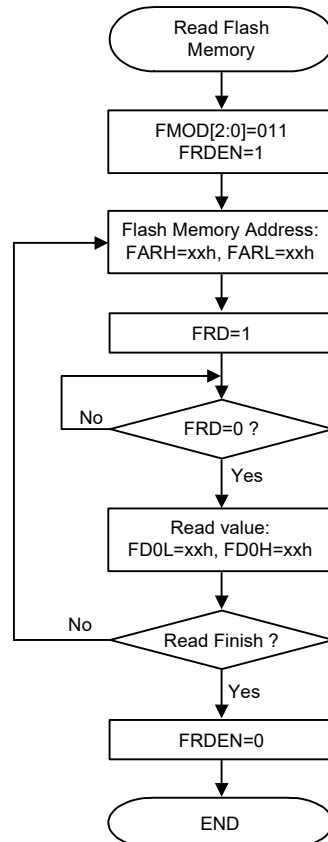 Read Flash
Memory
FMOD[2:0]=011
FRDEN=1
Flash Memory Address:
FARH=xxh, FARL=xxh
FRD=1
No
FRD=0 ?
Yes
Read value:
FD0L=xxh, FD0H=xxh
No
Read Finish ?
Yes
FRDEN=0
END